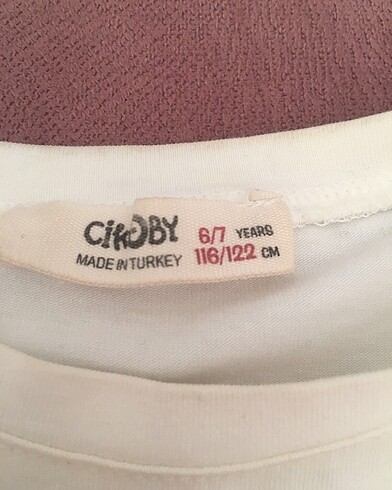 CikOBY
MADE IN TURKEY
6/7 YEARS
116/122 CM